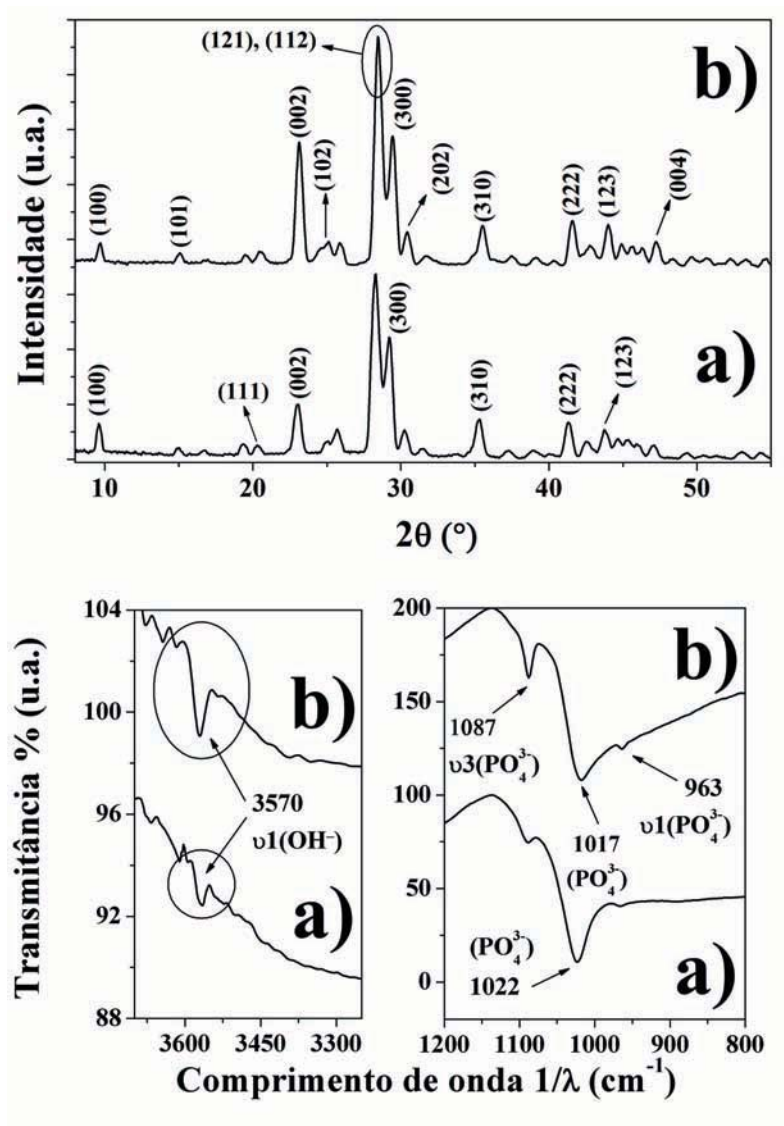 Intensidade (u.a.)
b)
(121), (112)
(100)
(101)
(002)
(102)
(300)
(202)
(310)
(222)
(123)
(004)
a)
(100)
(111)
(002)
(300)
(310)
(222)
(123)
10 20 30 40 50
2θ (°)
Transmitância % (u.a.)
104
100
96
92
88
b)
3570
υ1(OH⁻)
a)
3600 3450 3300
200
150
100
50
0
b)
1087
υ3(PO₄³⁻)
963
υ1(PO₄³⁻)
1017
(PO₄³⁻)
(PO₄³⁻)
1022
a)
1200 1100 1000 900 800
Comprimento de onda 1/λ (cm⁻¹)